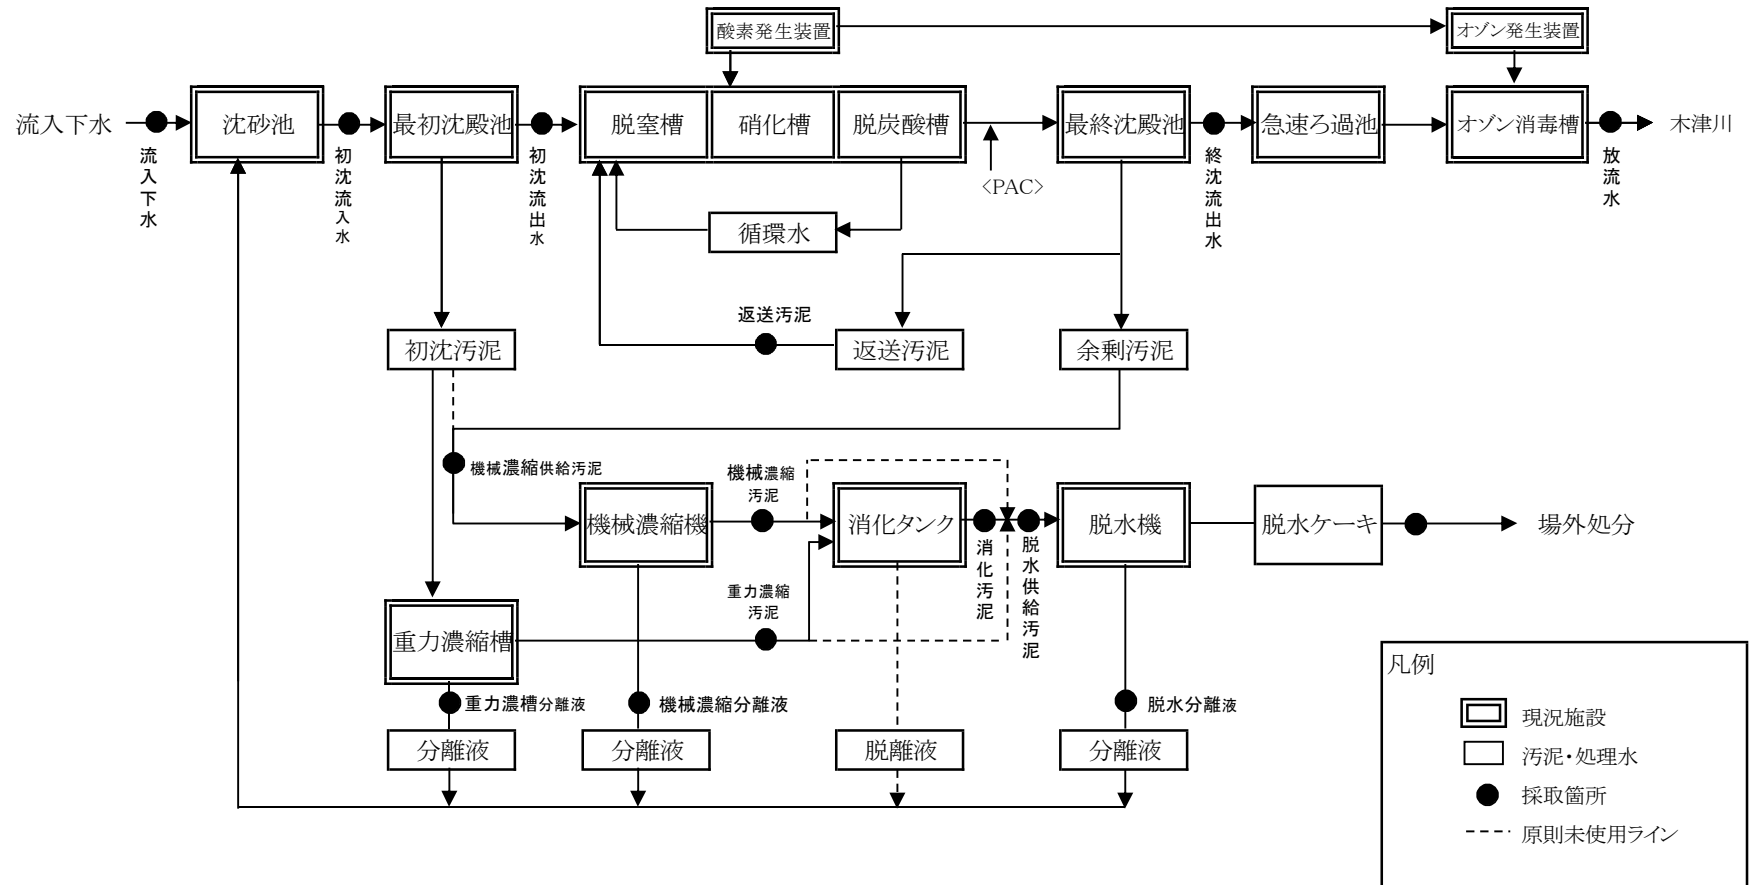 酸素発生装置
オゾン発生装置
流入下水
沈砂池
最初沈殿池
脱窒槽
硝化槽
脱炭酸槽
最終沈殿池
急速ろ過池
オゾン消毒槽
木津川
流入下水
初沈流入水
初沈流出水
<PAC>
終沈流出水
放流水
循環水
返送汚泥
初沈汚泥
返送汚泥
余剰汚泥
機械濃縮供給汚泥
機械濃縮
汚泥
機械濃縮機
消化タンク
消化汚泥
脱水供給汚泥
脱水機
脱水ケーキ
場外処分
重力濃縮
汚泥
重力濃縮槽
重力濃槽分離液
機械濃縮分離液
脱水分離液
分離液
分離液
脱離液
分離液
凡例
現況施設
汚泥・処理水
採取箇所
原則未使用ライン